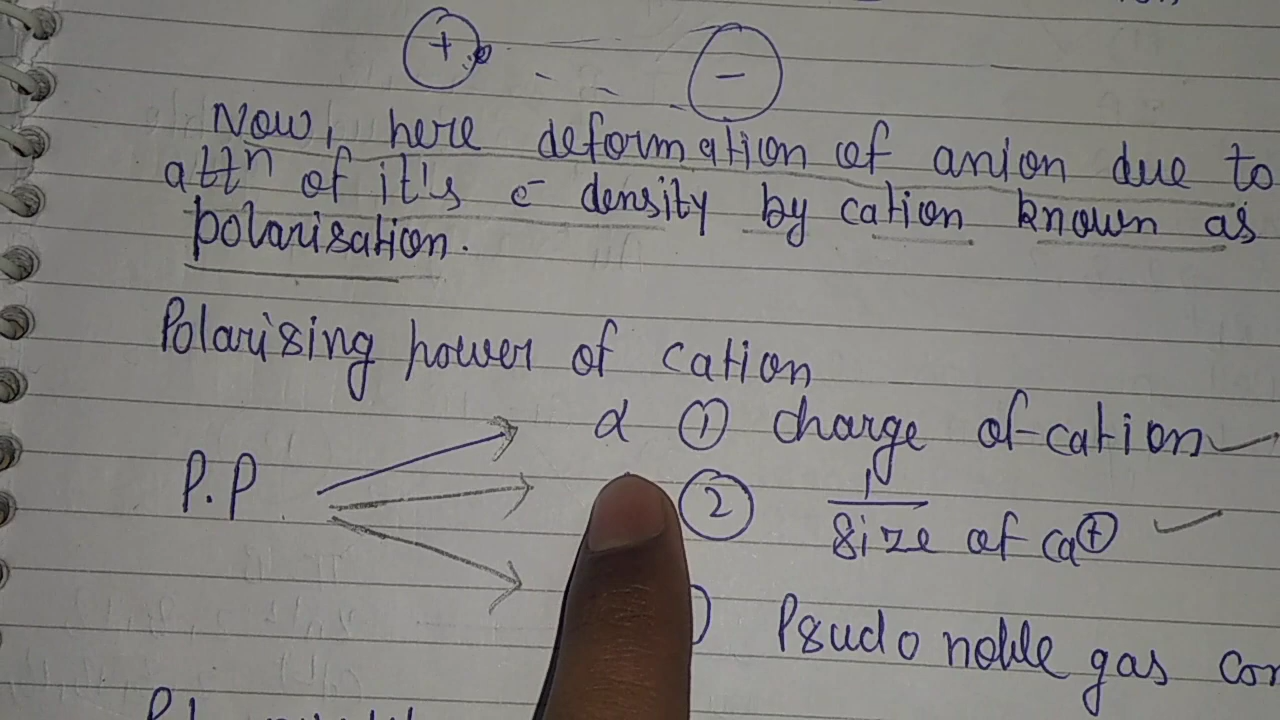 + -
Now, here deformation of anion due to
attⁿ of it's e⁻ density by cation known as
polarisation.
Polarising power of cation
P.P
α ① charge of cation
② 1/size of ca⊕
Psudo noble gas